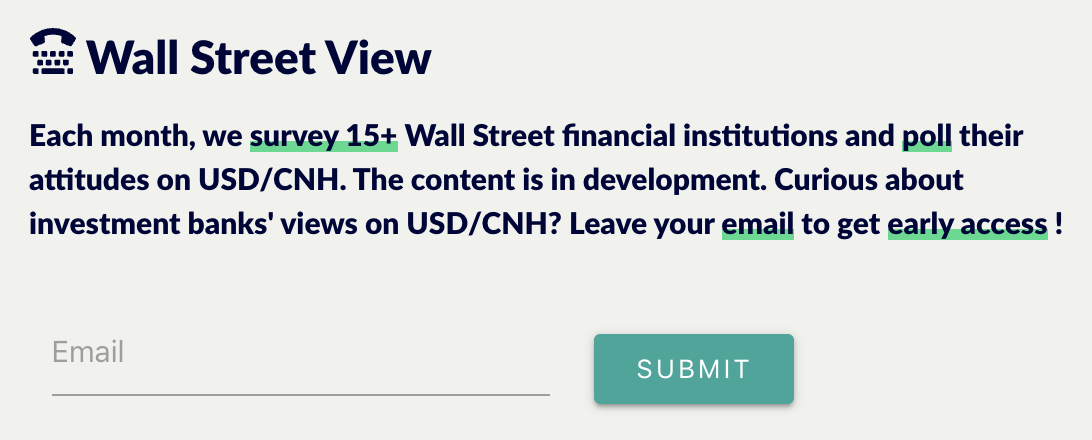 Wall Street View
Each month, we survey 15+ Wall Street financial institutions and poll their
attitudes on USD/CNH. The content is in development. Curious about
investment banks' views on USD/CNH? Leave your email to get early access !
Email
SUBMIT